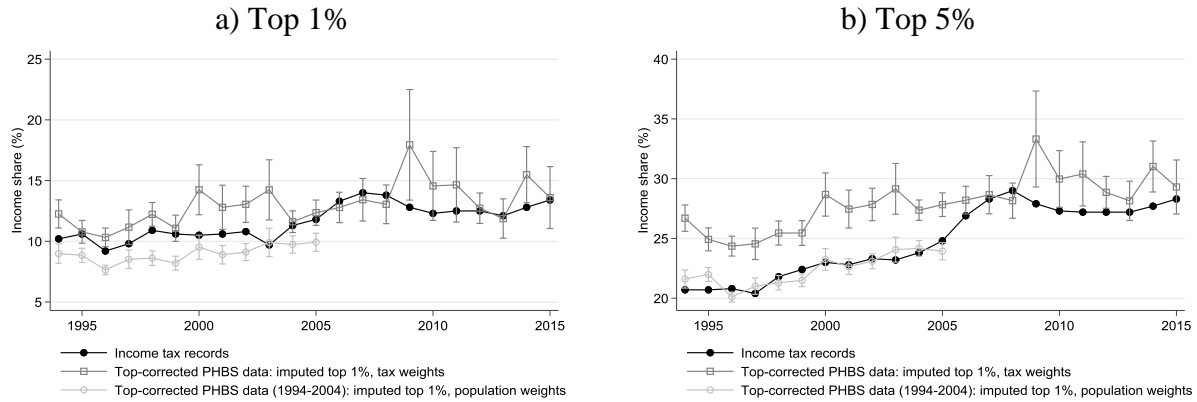 a) Top 1%
25
20
15
10
5
Income share (%)
1995 2000 2005 2010 2015
Income tax records
Top-corrected PHBS data: imputed top 1%, tax weights
Top-corrected PHBS data (1994-2004): imputed top 1%, population weights
b) Top 5%
40
35
30
25
20
Income share (%)
1995 2000 2005 2010 2015
Income tax records
Top-corrected PHBS data: imputed top 1%, tax weights
Top-corrected PHBS data (1994-2004): imputed top 1%, population weights